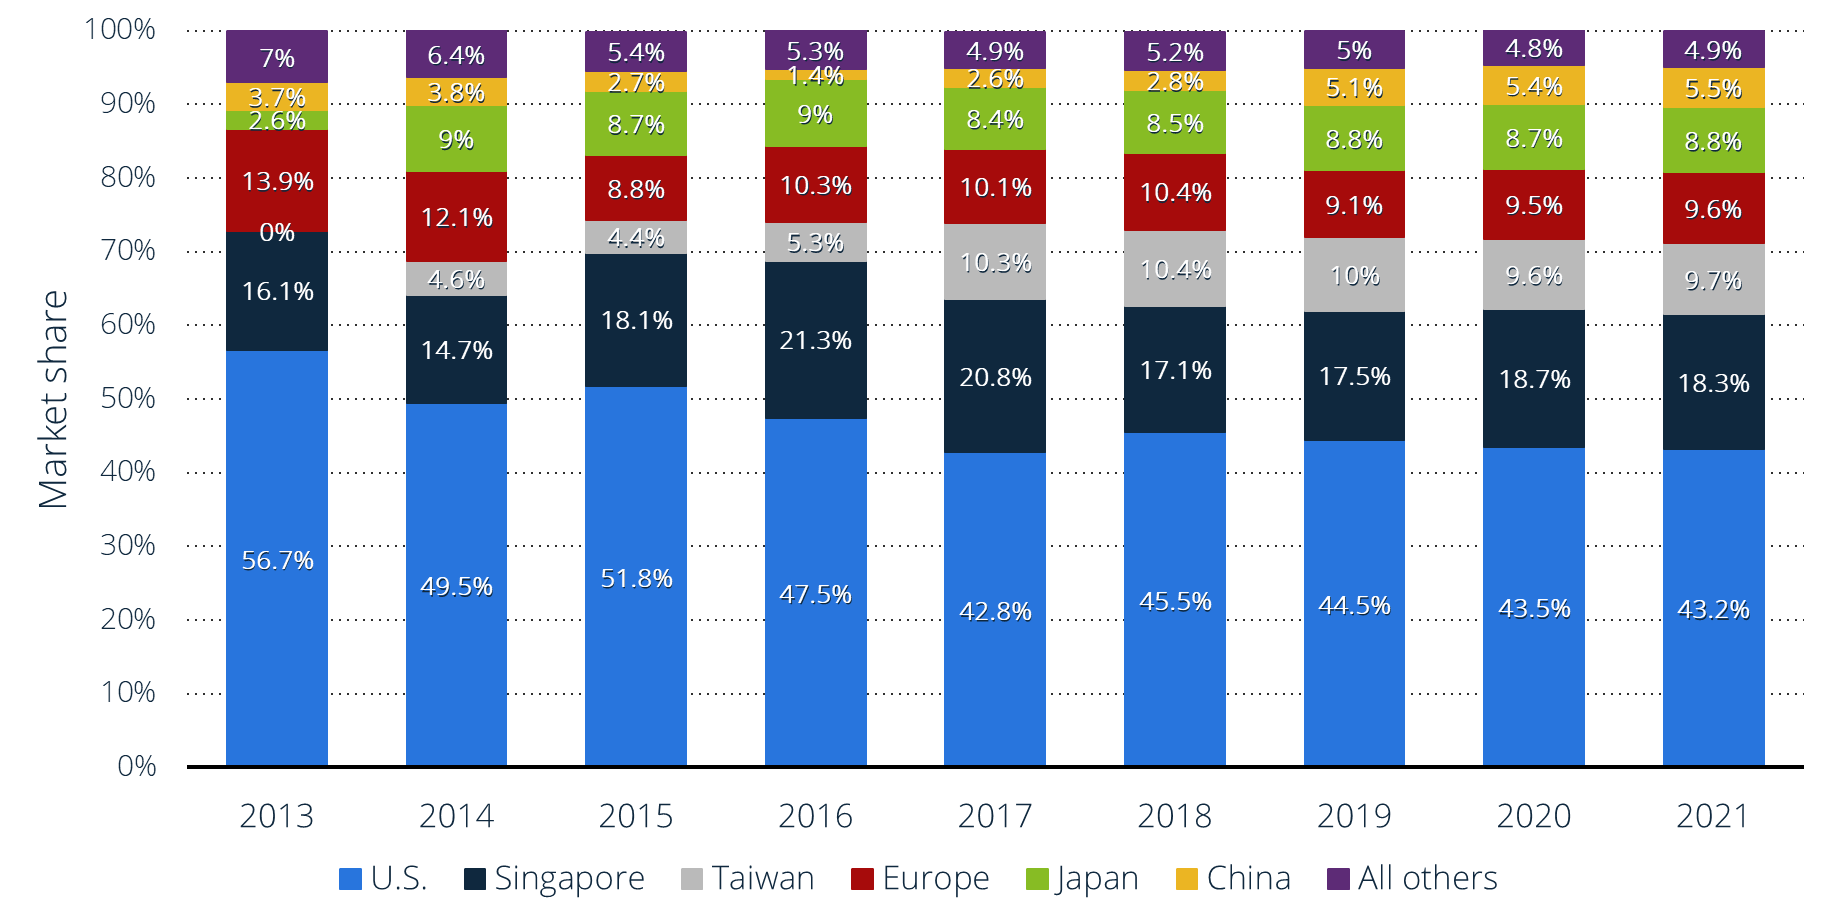 100%
90%
80%
70%
60%
50%
40%
30%
20%
10%
0%
Market share
7% 6.4% 5.4% 5.3% 4.9% 5.2% 5% 4.8% 4.9%
3.7% 3.8% 2.7% 1.4% 2.6% 2.8% 5.1% 5.4% 5.5%
2.6% 9% 8.7% 9% 8.4% 8.5% 8.8% 8.7% 8.8%
13.9% 12.1% 8.8% 10.3% 10.1% 10.4% 9.1% 9.5% 9.6%
0% 4.6% 4.4% 5.3% 10.3% 10.4% 10% 9.6% 9.7%
16.1% 14.7% 18.1% 21.3% 20.8% 17.1% 17.5% 18.7% 18.3%
56.7% 49.5% 51.8% 47.5% 42.8% 45.5% 44.5% 43.5% 43.2%
2013 2014 2015 2016 2017 2018 2019 2020 2021
U.S. Singapore Taiwan Europe Japan China All others